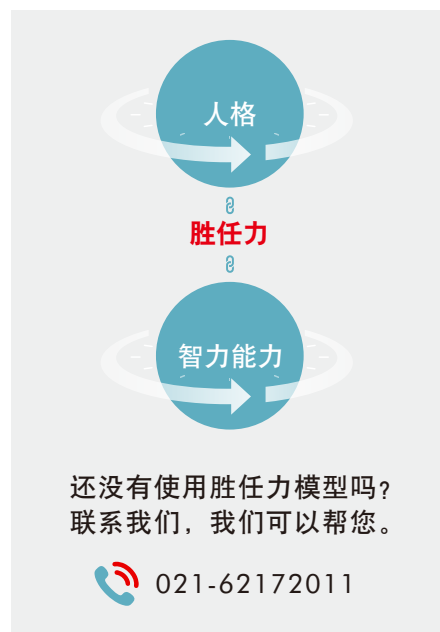 人格
胜任力
智力能力
还没有使用胜任力模型吗?
联系我们，我们可以帮您。
021-62172011